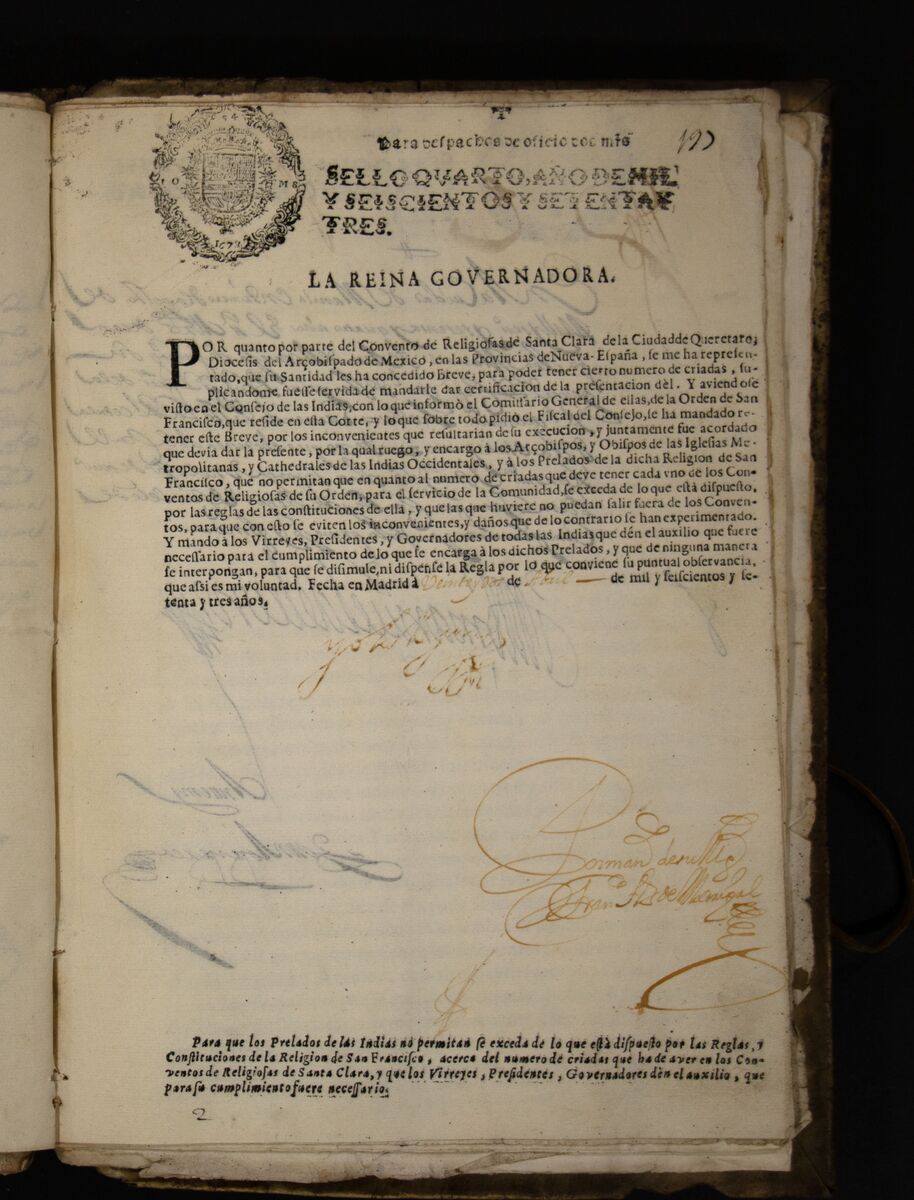 Para despachos de oficio dos mrs
197
SELLO QVARTO, AÑO DE MIL
Y SEISCIENTOS Y SETENTA Y
TRES.
1673
LA REINA GOVERNADORA.
POR quanto por parte del Convento de Religiosas de Santa Clara de la Ciudad de Queretaro,
Diocesis del Arçobispado de Mexico, en las Provincias de Nueva-España, se me ha represen-
tado, que su Santidad les ha concedido Breve, para poder tener cierto numero de criadas, su-
plicandome fuesse servida de mandarle dar certificacion de la presentacion dèl. Y aviendose
visto en el Consejo de las Indias, con lo que informò el Comissario General de ellas, de la Orden de San
Francisco, que reside en esta Corte, y lo que sobre todo pidiò el Fiscal del Consejo, se ha mandado re-
tener este Breve, por los inconvenientes que resultarian de su execucion, y juntamente fue acordado
que devia dar la presente, por la qual ruego, y encargo à los Arçobispos, y Obispos de las Iglesias Me-
tropolitanas, y Cathedrales de las Indias Occidentales, y à los Prelados de la dicha Religion de San
Francisco, que no permitan que en quanto al numero de criadas que deve tener cada vno de los Con-
ventos de Religiosas de su Orden, para el servicio de la Comunidad, se exceda de lo que està dispuesto,
por las reglas de las constituciones de ella, y que las que huviere no puedan salir fuera de los Conven-
tos, para que con esto se eviten los inconvenientes, y daños que de lo contrario se han experimentado.
Y mando à los Virreyes, Presidentes, y Governadores de todas las Indias que dèn el auxilio que fuere
necessario para el cumplimiento de lo que se encarga à los dichos Prelados, y que de ninguna manera
se interpongan, para que se disimule, ni dispense la Regla por lo que conviene su puntual observancia,
que assi es mi voluntad. Fecha en Madrid à de Abril de mil y seiscientos y se-
tenta y tres años.
yo la Reyna
Por man de su Mg
Franco de Madrigal
Para que los Prelados de las Indias no permitan se exceda de lo que està dispuesto por las Reglas, y
Constituciones de la Religion de San Francisco, acerca del numero de criadas que ha de aver en los Con-
ventos de Religiosas de Santa Clara, y que los Virreyes, Presidentes, Governadores dèn el auxilio, que
para su cumplimiento fuere necessario.
2